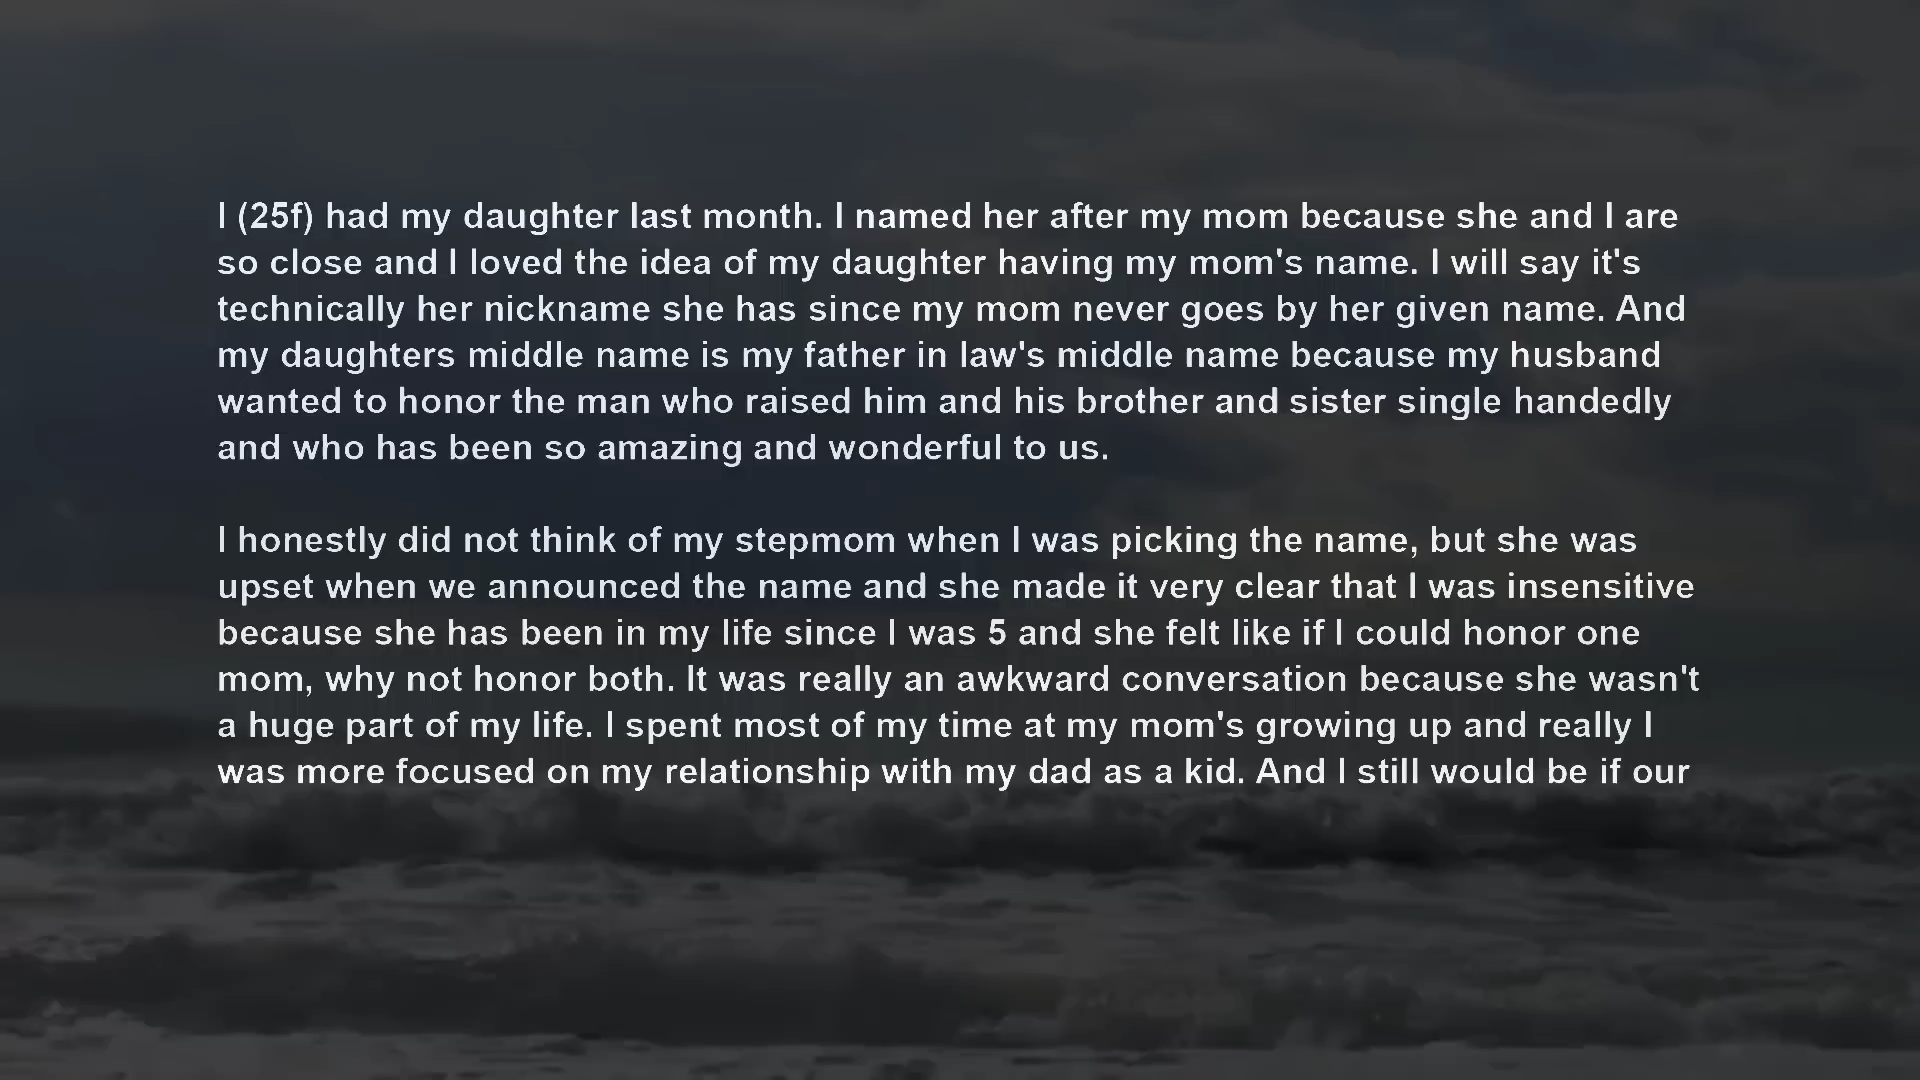 I (25f) had my daughter last month. I named her after my mom because she and I are
so close and I loved the idea of my daughter having my mom's name. I will say it's
technically her nickname she has since my mom never goes by her given name. And
my daughters middle name is my father in law's middle name because my husband
wanted to honor the man who raised him and his brother and sister single handedly
and who has been so amazing and wonderful to us.
I honestly did not think of my stepmom when I was picking the name, but she was
upset when we announced the name and she made it very clear that I was insensitive
because she has been in my life since I was 5 and she felt like if I could honor one
mom, why not honor both. It was really an awkward conversation because she wasn't
a huge part of my life. I spent most of my time at my mom's growing up and really I
was more focused on my relationship with my dad as a kid. And I still would be if our